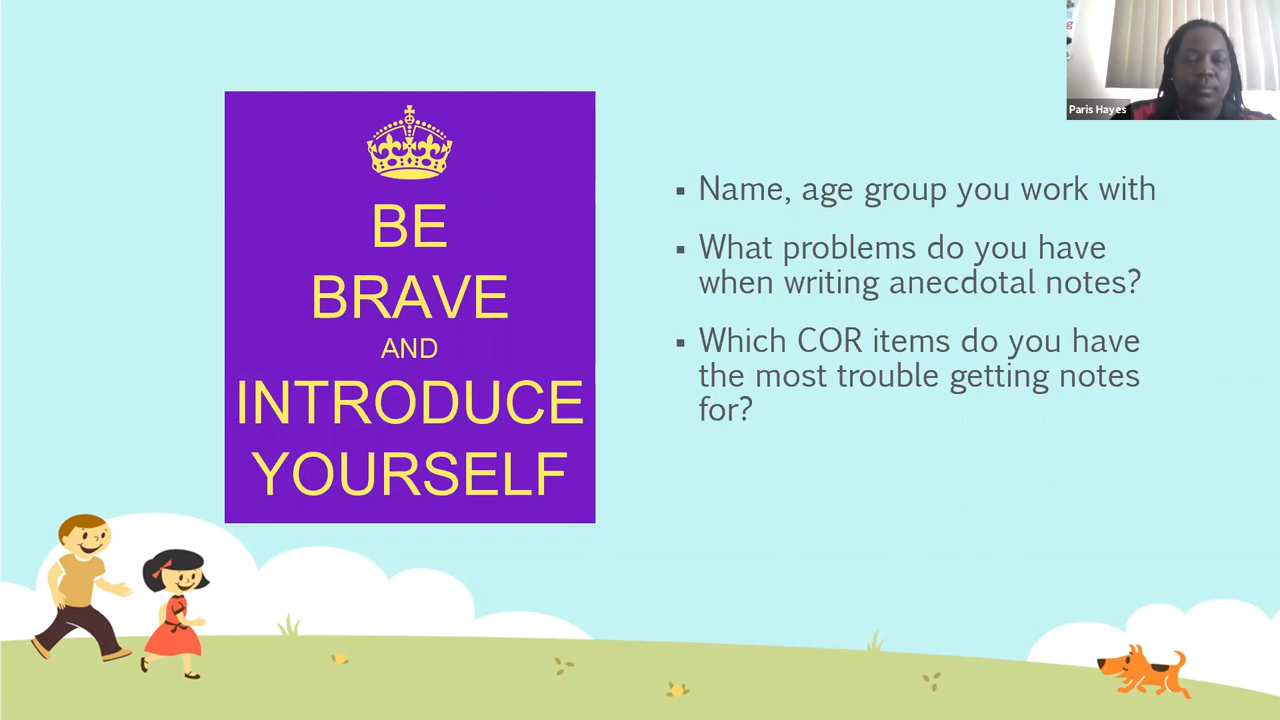 BE
BRAVE
AND
INTRODUCE
YOURSELF
▪ Name, age group you work with
▪ What problems do you have
when writing anecdotal notes?
▪ Which COR items do you have
the most trouble getting notes
for?
Paris Hayes